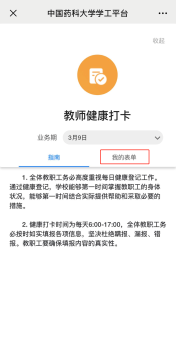 中国药科大学学工平台
收起
教师健康打卡
业务期 3月9日
指南 我的表单
1. 全体教职工务必高度重视每日健康登记工作。
通过健康登记，学校能够第一时间掌握教职工的身体
状况，能够第一时间结合实际提供帮助和采取必要的
措施。
2. 健康打卡时间为每天6:00-17:00，全体教职工务
必按时如实填报各项信息，坚决杜绝瞒报、漏报、错
报。教职工要确保填报内容的真实性。